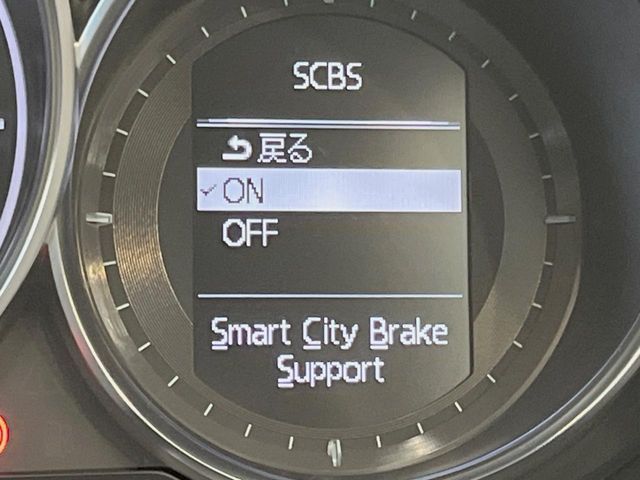 SCBS
戻る
ON
OFF
Smart City Brake
Support